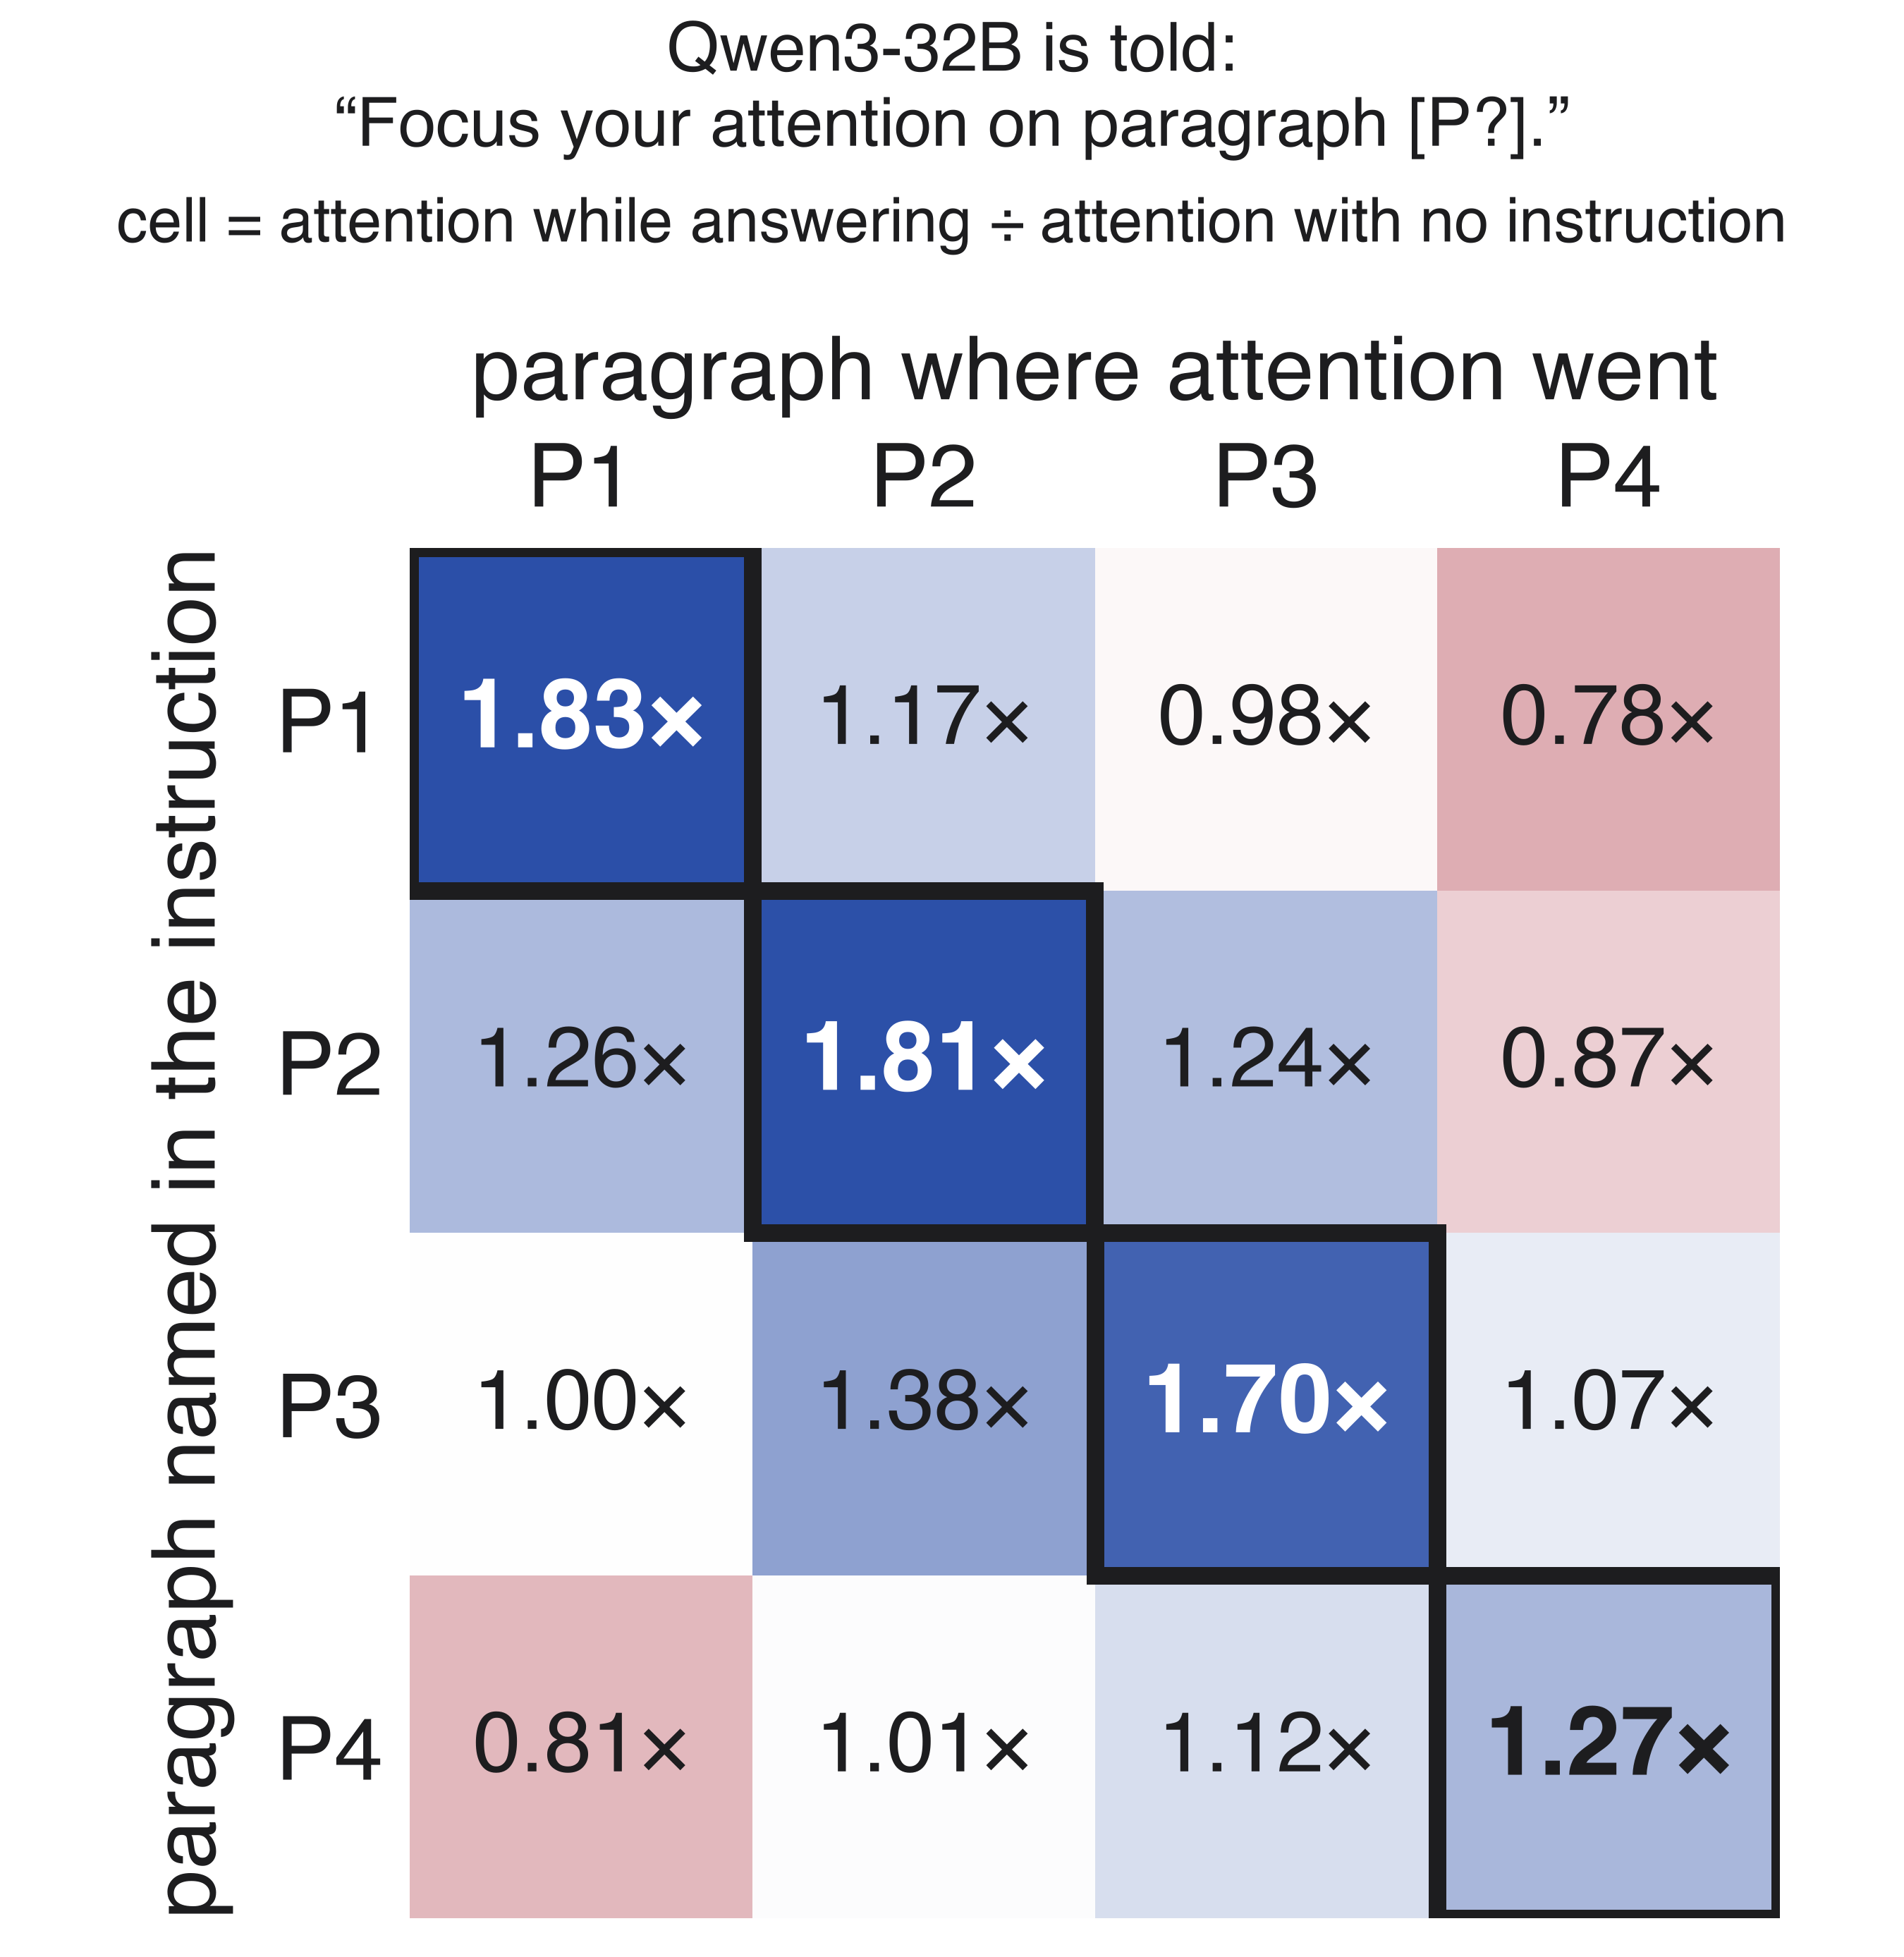 Qwen3-32B is told:
“Focus your attention on paragraph [P?].”
cell = attention while answering ÷ attention with no instruction
paragraph where attention went
P1 P2 P3 P4
paragraph named in the instruction
P1 1.83× 1.17× 0.98× 0.78×
P2 1.26× 1.81× 1.24× 0.87×
P3 1.00× 1.38× 1.70× 1.07×
P4 0.81× 1.01× 1.12× 1.27×